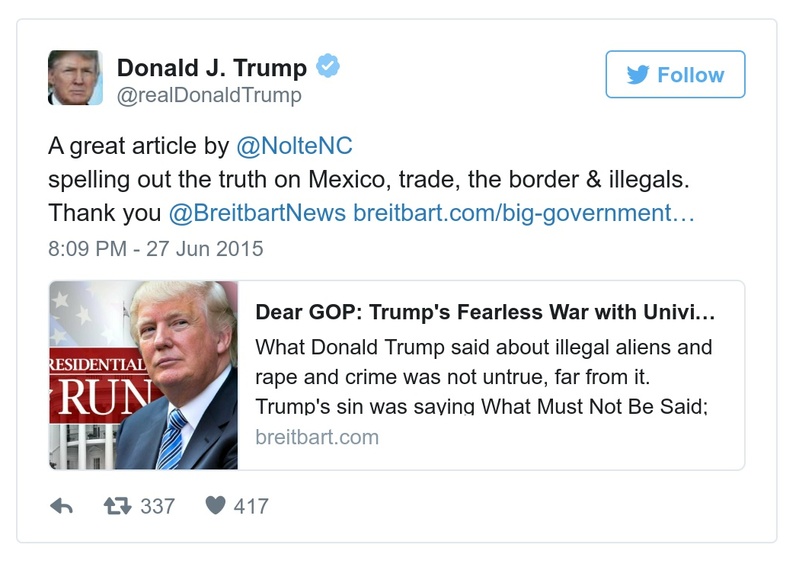 Donald J. Trump
@realDonaldTrump
Follow
A great article by @NolteNC
spelling out the truth on Mexico, trade, the border & illegals.
Thank you @BreitbartNews breitbart.com/big-government…
8:09 PM - 27 Jun 2015
RESIDENTIAL
RUN
Dear GOP: Trump's Fearless War with Univi…
What Donald Trump said about illegal aliens and
rape and crime was not untrue, far from it.
Trump's sin was saying What Must Not Be Said;
breitbart.com
337 417